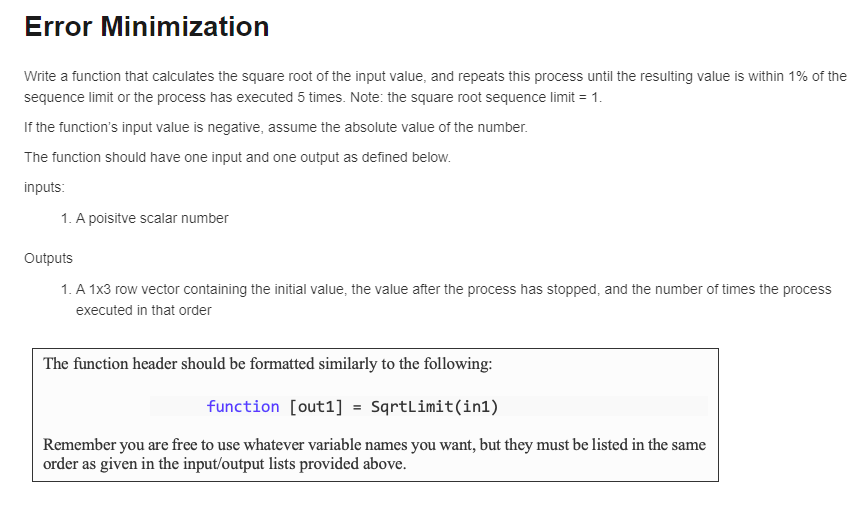 Error Minimization
Write a function that calculates the square root of the input value, and repeats this process until the resulting value is within 1% of the
sequence limit or the process has executed 5 times. Note: the square root sequence limit = 1.
If the function's input value is negative, assume the absolute value of the number.
The function should have one input and one output as defined below.
inputs:
1. A poisitve scalar number
Outputs
1. A 1x3 row vector containing the initial value, the value after the process has stopped, and the number of times the process
executed in that order
The function header should be formatted similarly to the following:
function [out1] = SqrtLimit(in1)
Remember you are free to use whatever variable names you want, but they must be listed in the same
order as given in the input/output lists provided above.